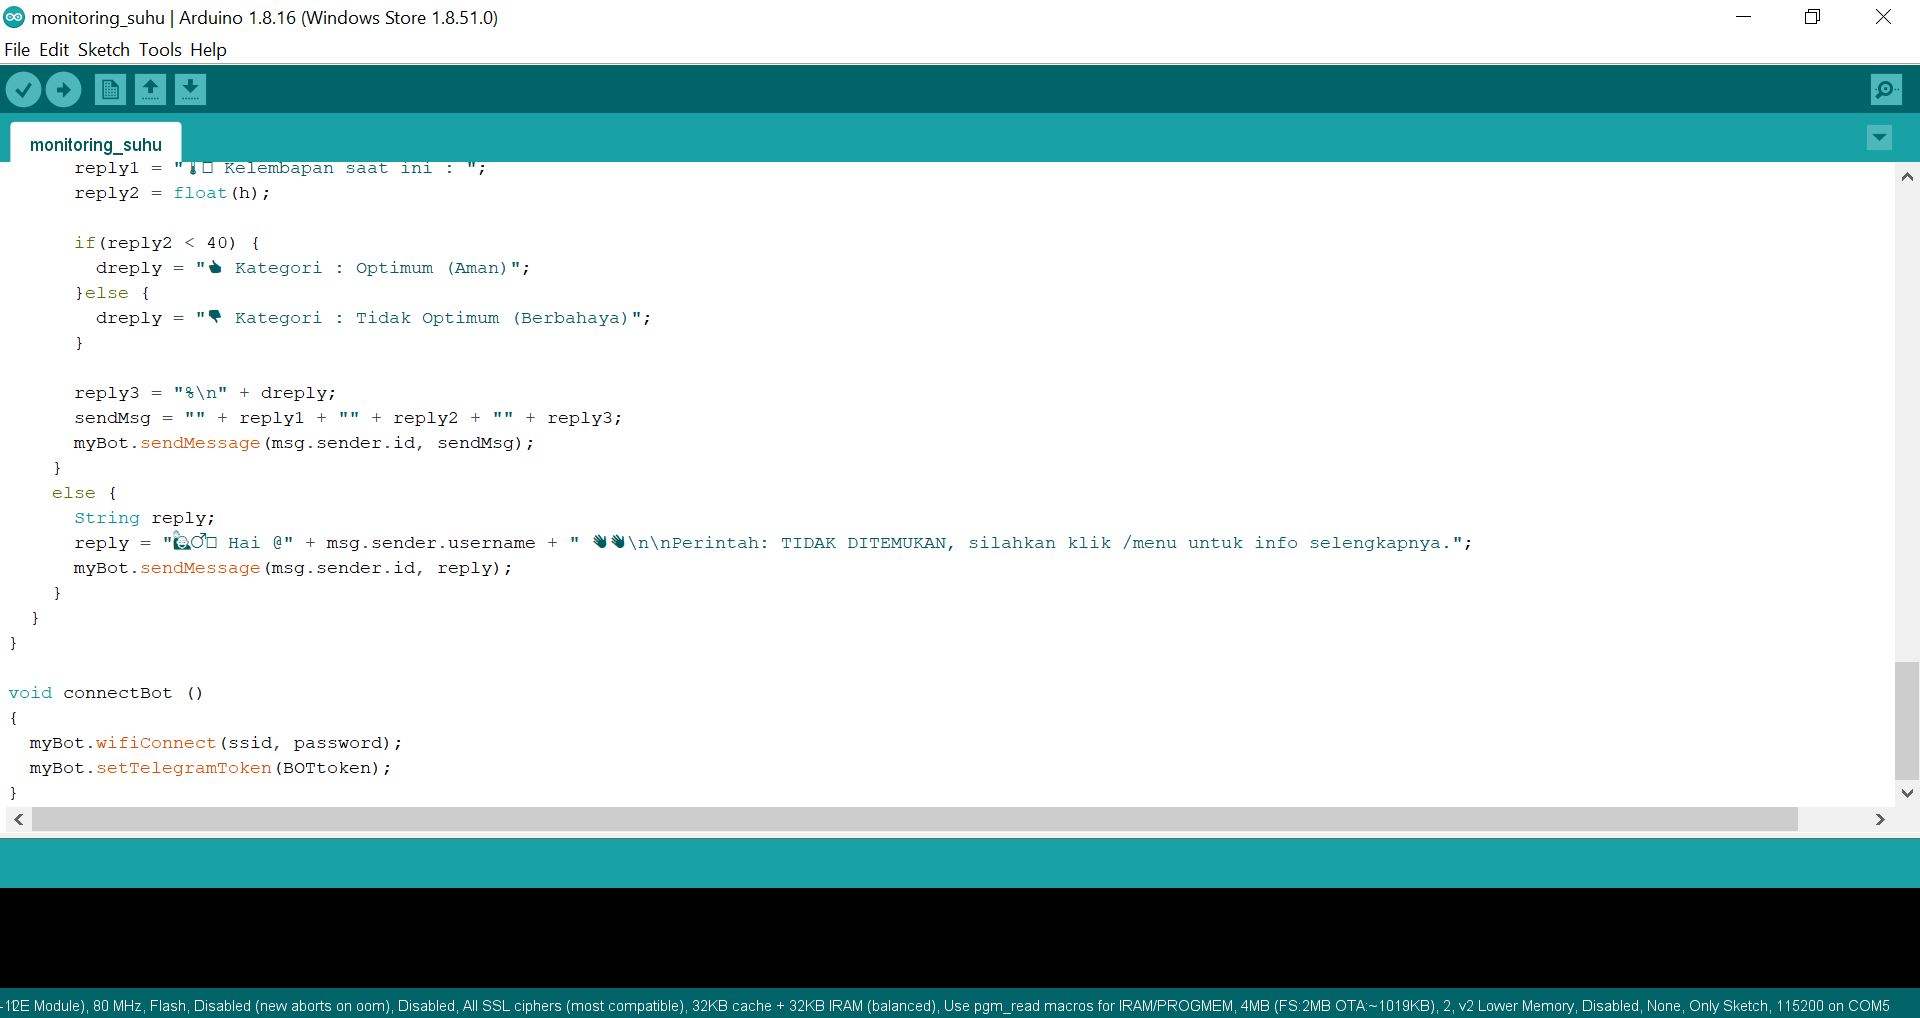 monitoring_suhu | Arduino 1.8.16 (Windows Store 1.8.51.0)
File Edit Sketch Tools Help
monitoring_suhu
reply1 = "🌡□ Kelembapan saat ini : ";
reply2 = float(h);
if(reply2 < 40) {
dreply = "👍 Kategori : Optimum (Aman)";
}else {
dreply = "👎 Kategori : Tidak Optimum (Berbahaya)";
}
reply3 = "%\n" + dreply;
sendMsg = "" + reply1 + "" + reply2 + "" + reply3;
myBot.sendMessage(msg.sender.id, sendMsg);
}
else {
String reply;
reply = "🙋♂□ Hai @" + msg.sender.username + " 👋👋\n\nPerintah: TIDAK DITEMUKAN, silahkan klik /menu untuk info selengkapnya.";
myBot.sendMessage(msg.sender.id, reply);
}
}
}
void connectBot ()
{
myBot.wifiConnect(ssid, password);
myBot.setTelegramToken(BOTtoken);
}
-12E Module), 80 MHz, Flash, Disabled (new aborts on oom), Disabled, All SSL ciphers (most compatible), 32KB cache + 32KB IRAM (balanced), Use pgm_read macros for IRAM/PROGMEM, 4MB (FS:2MB OTA:~1019KB), 2, v2 Lower Memory, Disabled, None, Only Sketch, 115200 on COM5